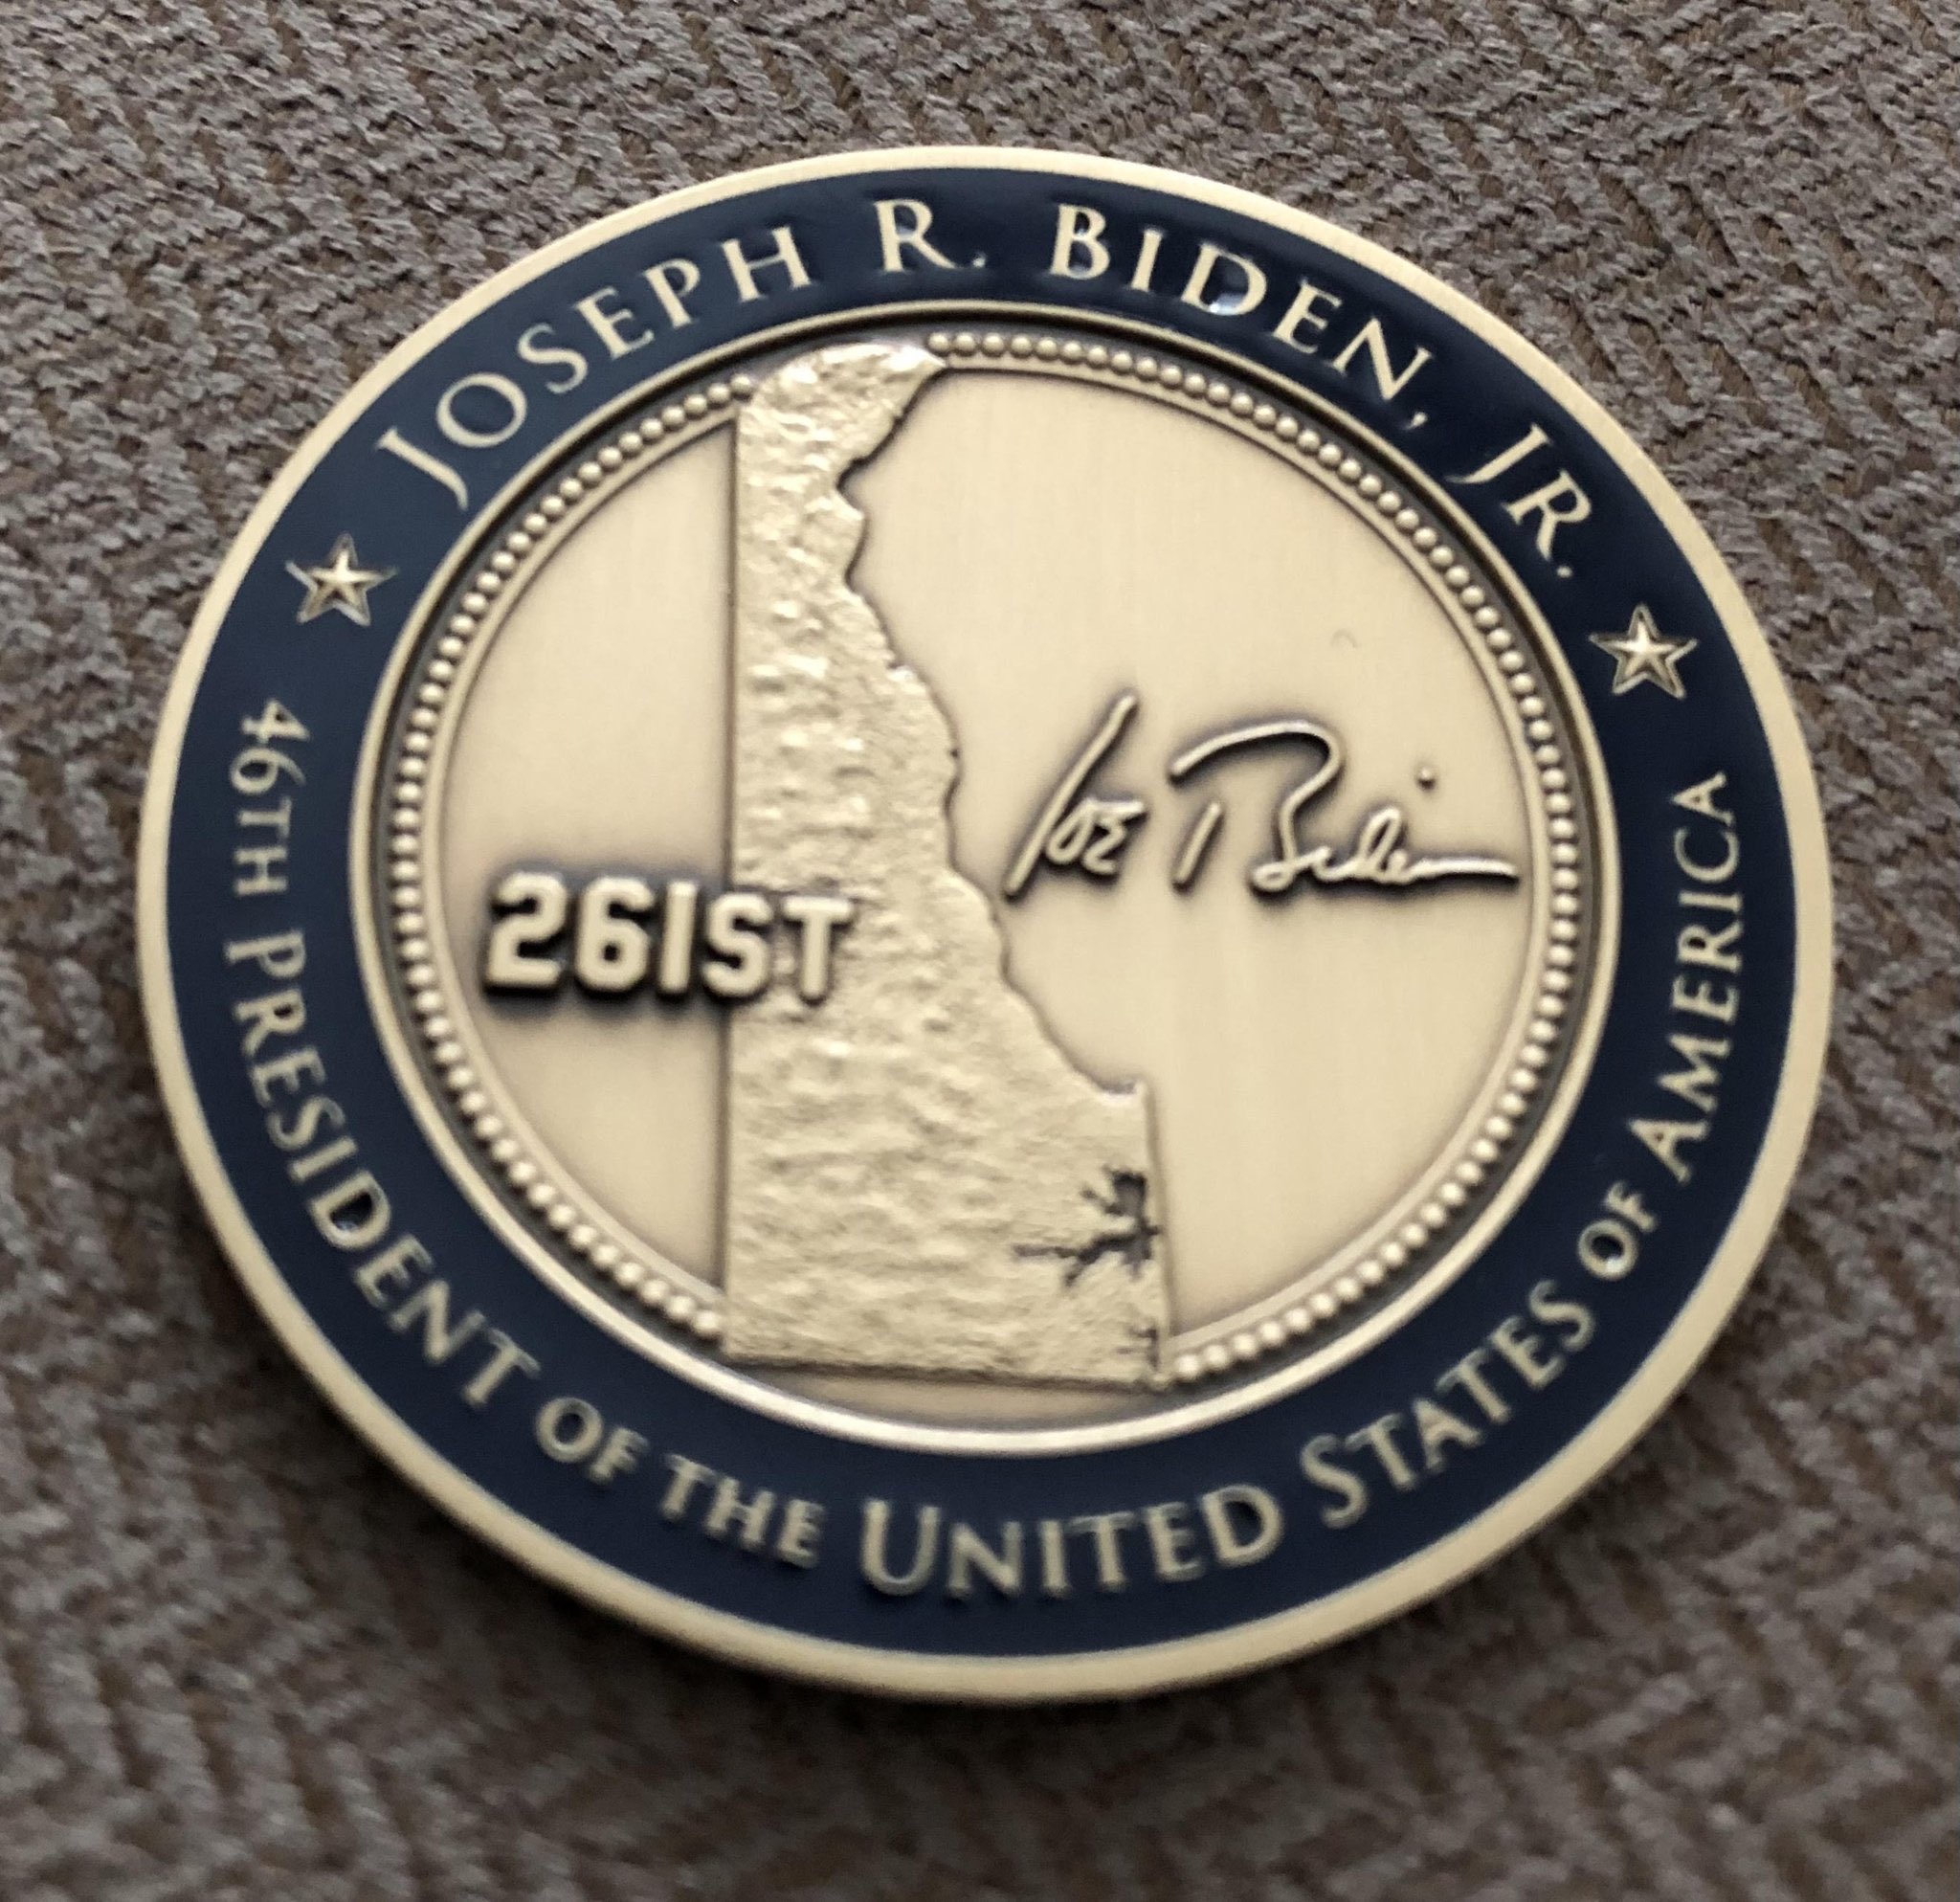 JOSEPH R. BIDEN, JR.
261ST
Joe Biden
46TH PRESIDENT OF THE UNITED STATES OF AMERICA